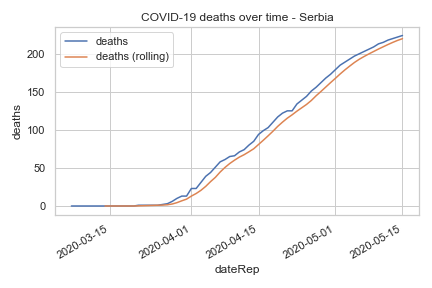 COVID-19 deaths over time - Serbia
deaths
deaths (rolling)
deaths
200
150
100
50
0
2020-03-15
2020-04-01
2020-04-15
2020-05-01
2020-05-15
dateRep